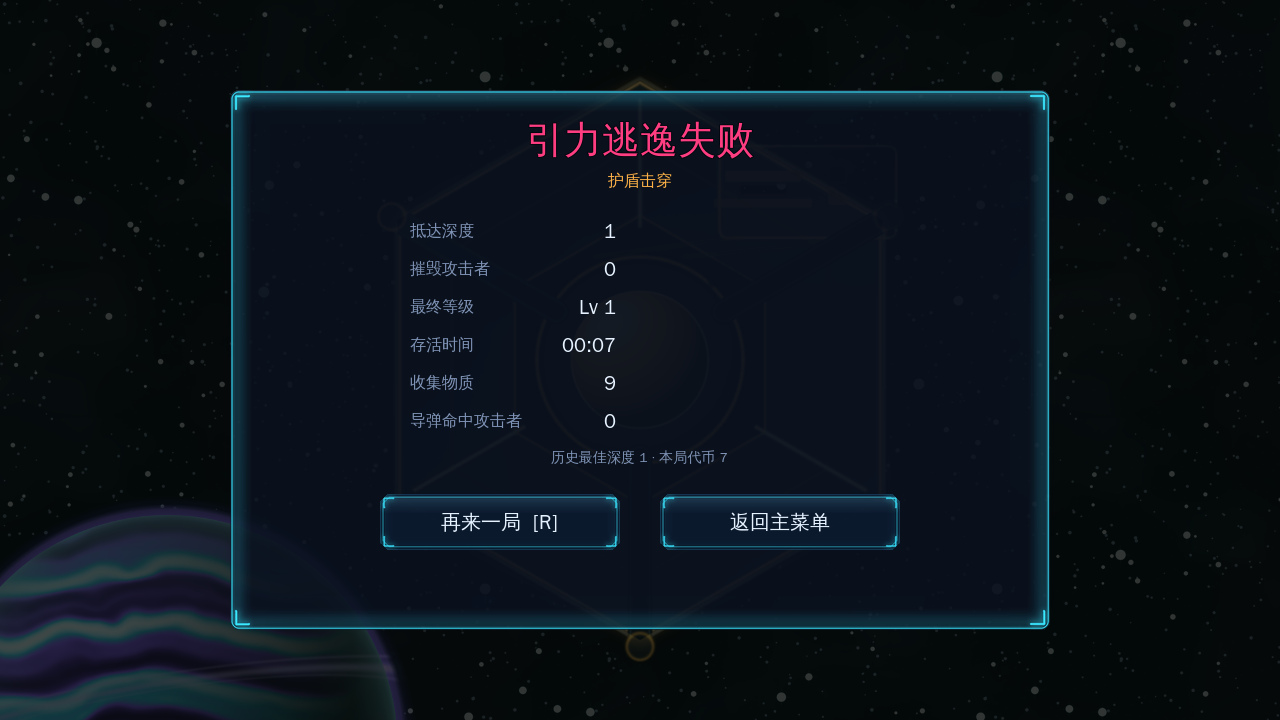 引力逃逸失败
护盾击穿
抵达深度 1
摧毁攻击者 0
最终等级 Lv 1
存活时间 00:07
收集物质 9
导弹命中攻击者 0
历史最佳深度 1 · 本局代币 7
再来一局 [R] 返回主菜单